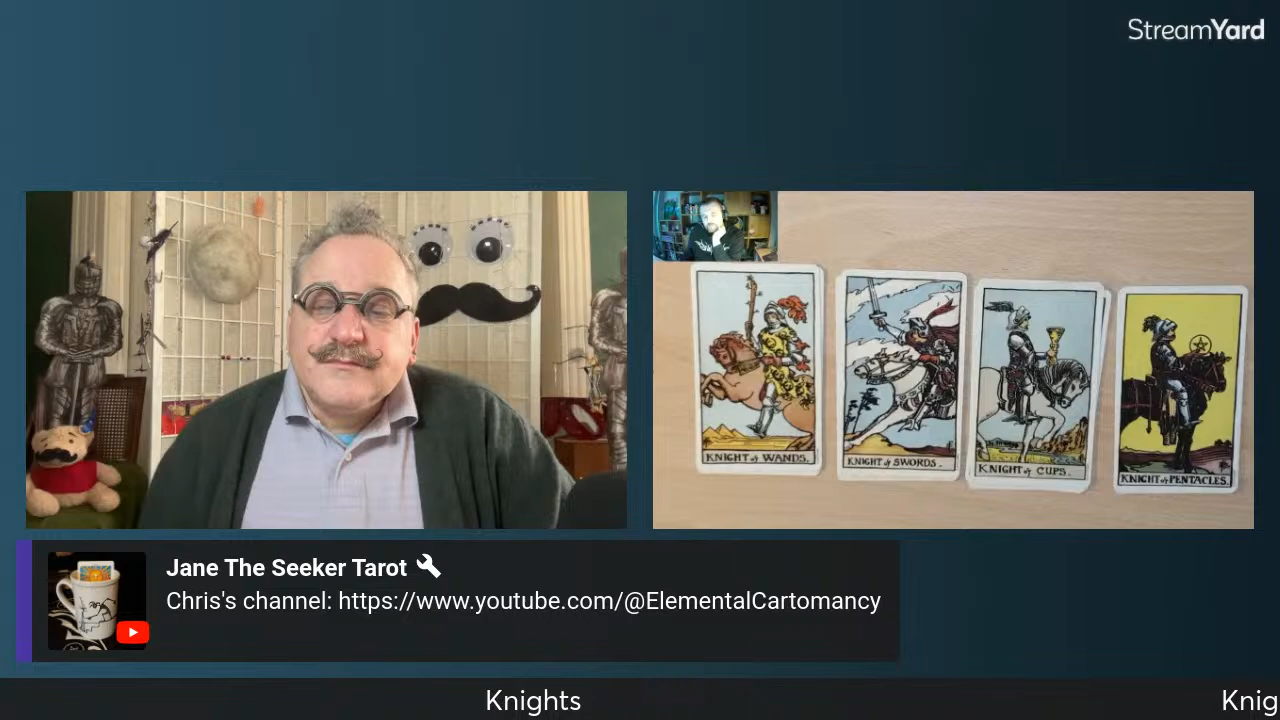 StreamYard
KNIGHT of WANDS.
KNIGHT of SWORDS.
KNIGHT of CUPS.
KNIGHT of PENTACLES.
Jane The Seeker Tarot
Chris's channel: https://www.youtube.com/@ElementalCartomancy
Knights
Knig